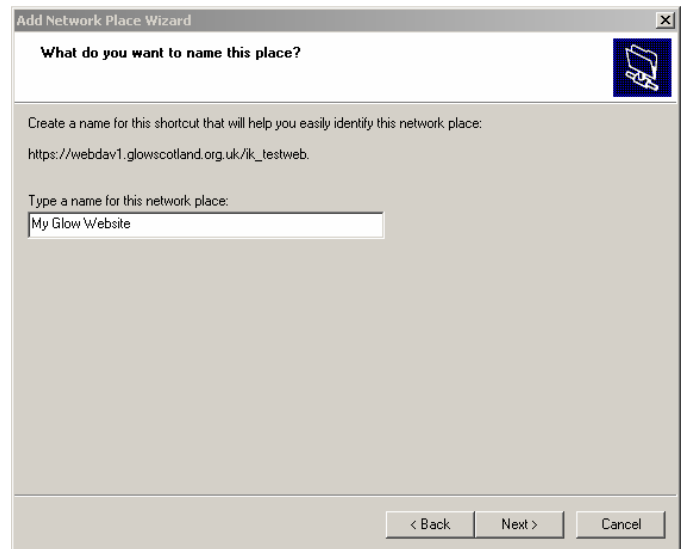 Add Network Place Wizard
What do you want to name this place?
Create a name for this shortcut that will help you easily identify this network place:
https://webdav1.glowscotland.org.uk/ik_testweb.
Type a name for this network place:
My Glow Website
< Back Next > Cancel